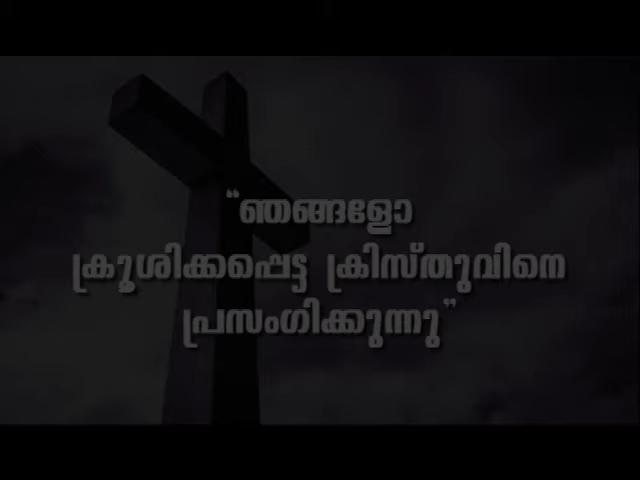 “ഞങ്ങളോ
ക്രൂശിക്കപ്പെട്ട ക്രിസ്തുവിനെ
പ്രസംഗിക്കുന്നു”